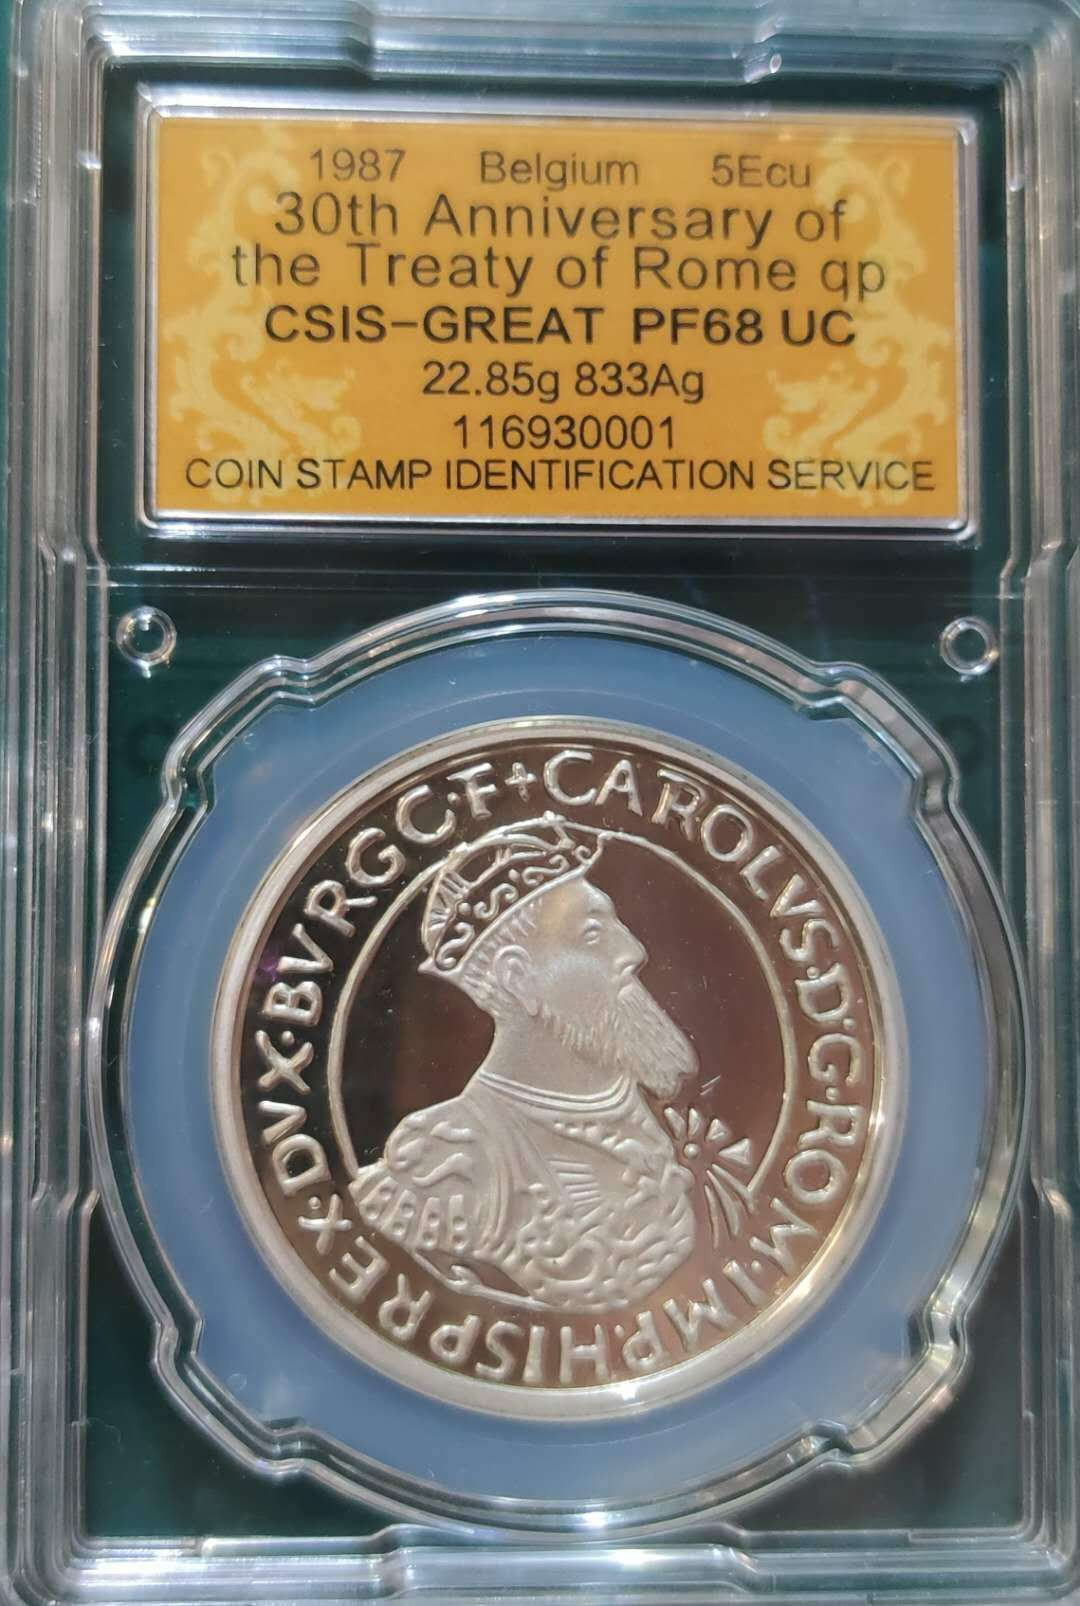 1987 Belgium 5Ecu
30th Anniversary of
the Treaty of Rome qp
CSIS-GREAT PF68 UC
22.85g 833Ag
116930001
COIN STAMP IDENTIFICATION SERVICE
+CAROLVS·D·G·ROM·IMP·HISP·REX·DVX·BVRG·C·F